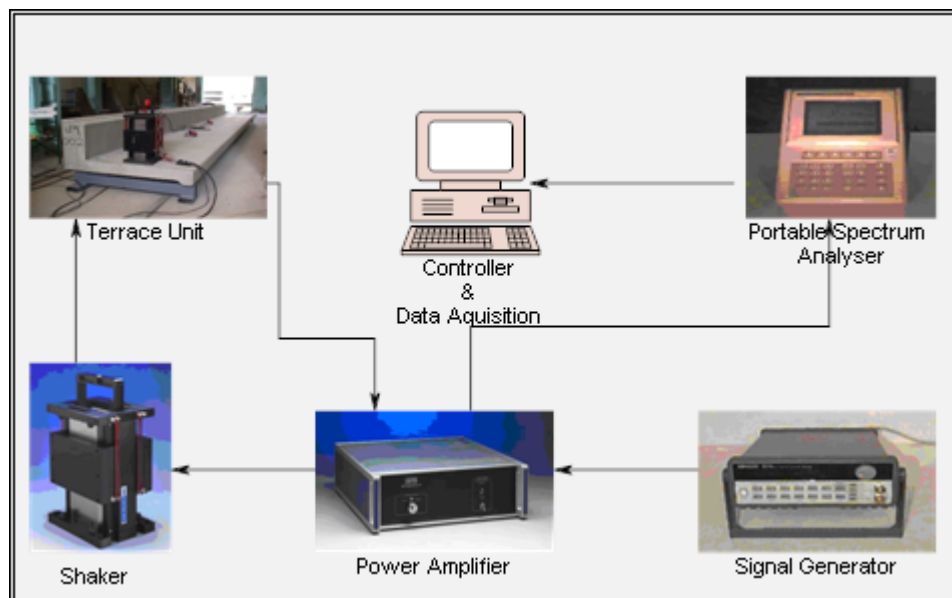 Terrace Unit
Portable Spectrum
Analyser
Controller
&
Data Aquisition
Shaker
Power Amplifier
Signal Generator